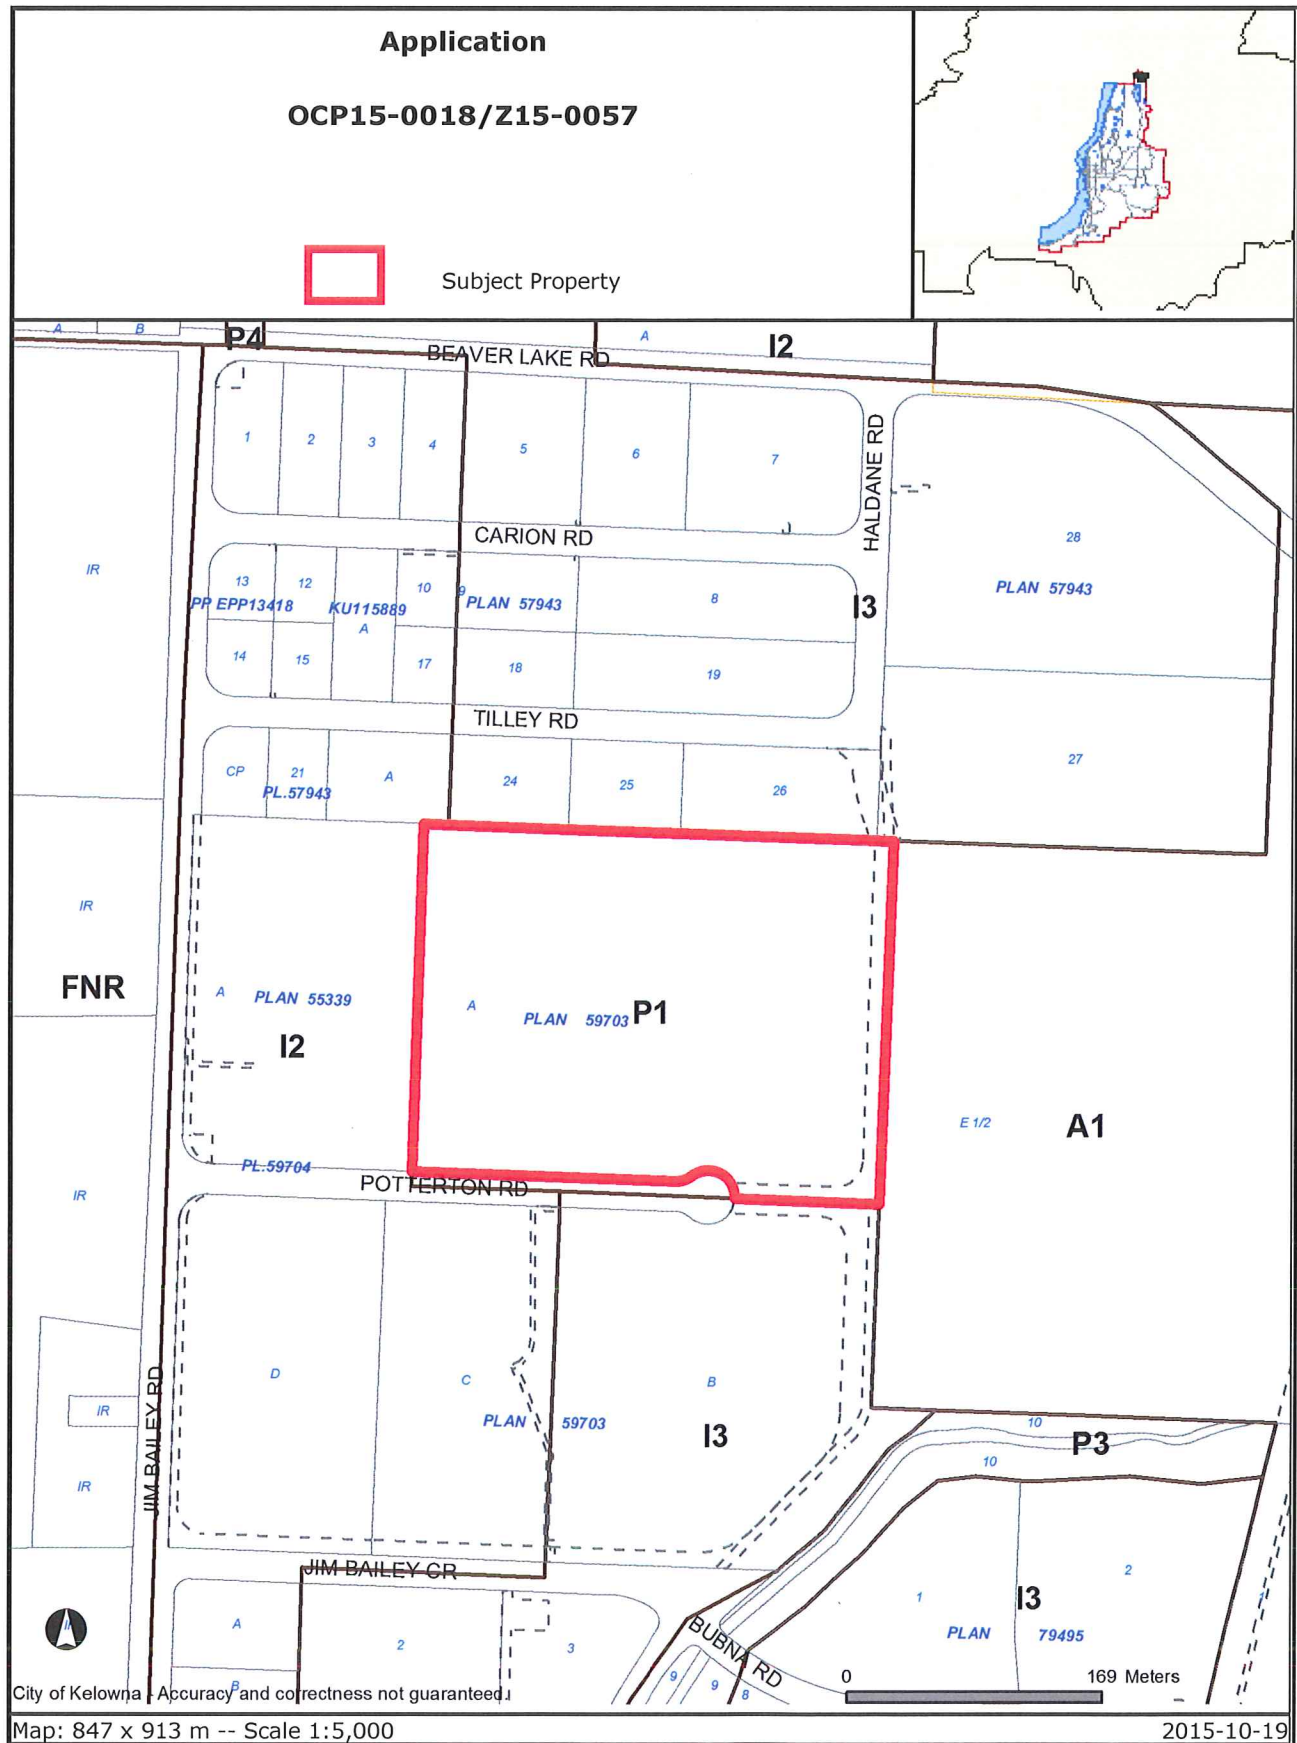 Application
OCP15-0018/Z15-0057
Subject Property
A
B
P4
A
I2
BEAVER LAKE RD
1
2
3
4
5
6
7
HALDANE RD
28
PLAN 57943
CARION RD
IR
13
12
10
9
PLAN 57943
8
I3
PP EPP13418
KU115889
A
14
15
17
18
19
TILLEY RD
CP
21
PL.57943
A
24
25
26
27
IR
FNR
A
PLAN 55339
I2
A
PLAN 59703
P1
E 1/2
A1
IR
PL.59704
POTTERTON RD
D
C
B
PLAN 59703
I3
JIM BAILEY RD
IR
IR
10
P3
10
JIM BAILEY CR
1
2
I3
PLAN 79495
A
2
3
B
BUBNA RD
9
9
8
0
169 Meters
City of Kelowna - Accuracy and correctness not guaranteed.
Map: 847 x 913 m -- Scale 1:5,000
2015-10-19